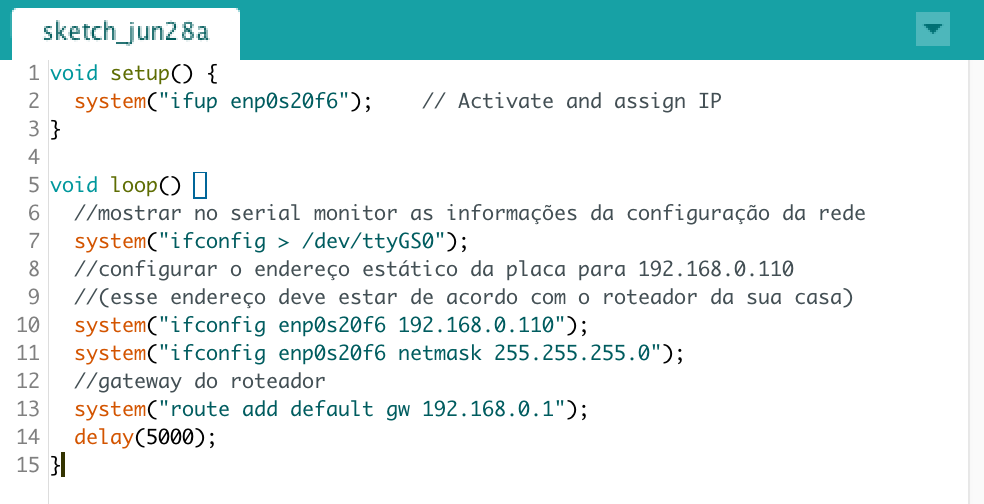 sketch_jun28a
1 void setup() {
2 system("ifup enp0s20f6"); // Activate and assign IP
3 }
4
5 void loop()
6 //mostrar no serial monitor as informações da configuração da rede
7 system("ifconfig > /dev/ttyGS0");
8 //configurar o endereço estático da placa para 192.168.0.110
9 //(esse endereço deve estar de acordo com o roteador da sua casa)
10 system("ifconfig enp0s20f6 192.168.0.110");
11 system("ifconfig enp0s20f6 netmask 255.255.255.0");
12 //gateway do roteador
13 system("route add default gw 192.168.0.1");
14 delay(5000);
15 }